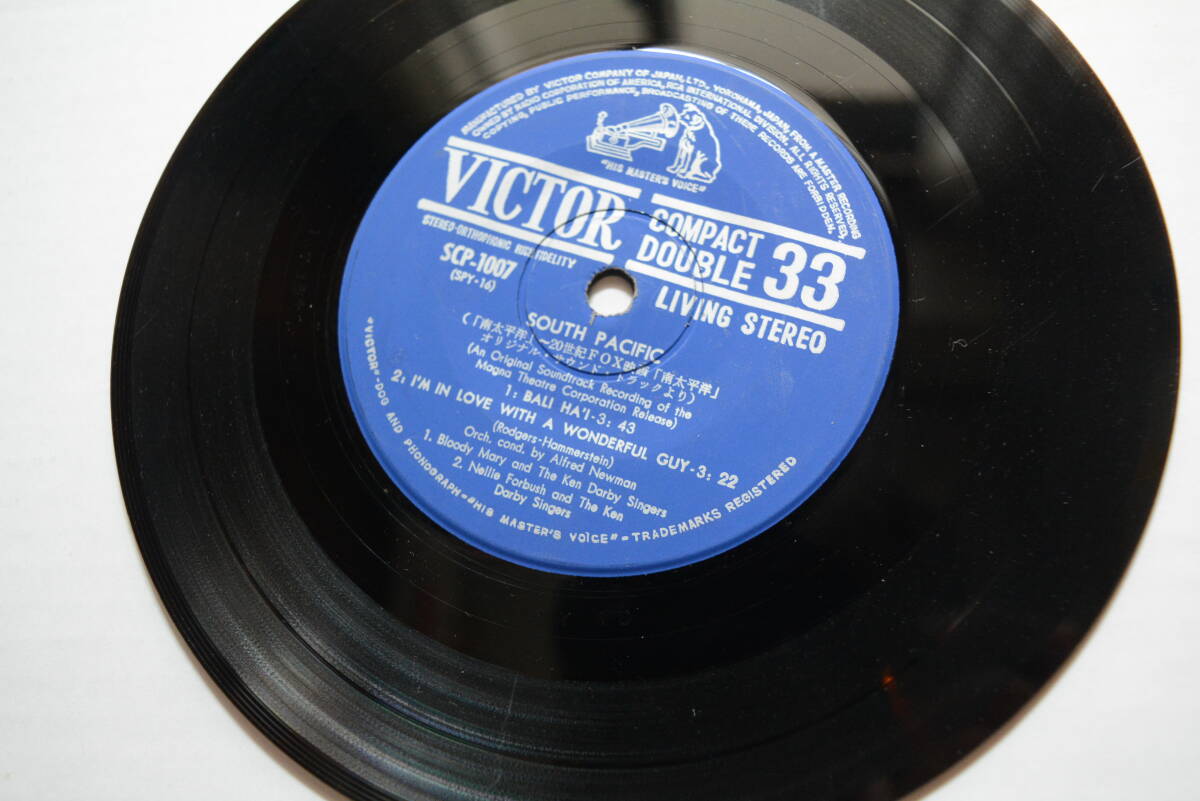 MANUFACTURED BY VICTOR COMPANY OF JAPAN, LTD., YOKOHAMA, JAPAN, FROM A MASTER RECORDING
OWNED BY RADIO CORPORATION OF AMERICA, RCA INTERNATIONAL DIVISION. ALL RIGHTS RESERVED,
COPYING, PUBLIC PERFORMANCE, BROADCASTING OF THESE RECORDS ARE FORBIDDEN.
"HIS MASTER'S VOICE"
VICTOR
COMPACT
DOUBLE 33
STEREO-ORTHOPHONIC HIGH FIDELITY
LIVING STEREO
SCP-1007
(SPY-16)
SOUTH PACIFIC
(「南太平洋」~20世紀FOX映画「南太平洋」
オリジナル・サウンド・トラックより)
(An Original Soundtrack Recording of the
Magna Theatre Corporation Release)
1: BALI HA'I-3: 43
2: I'M IN LOVE WITH A WONDERFUL GUY-3: 22
(Rodgers-Hammerstein)
Orch. cond. by Alfred Newman
1. Bloody Mary and The Ken Darby Singers
2. Nellie Forbush and The Ken
Darby Singers
"VICTOR"-DOG AND PHONOGRAPH-"HIS MASTER'S VOICE"-TRADEMARKS REGISTERED